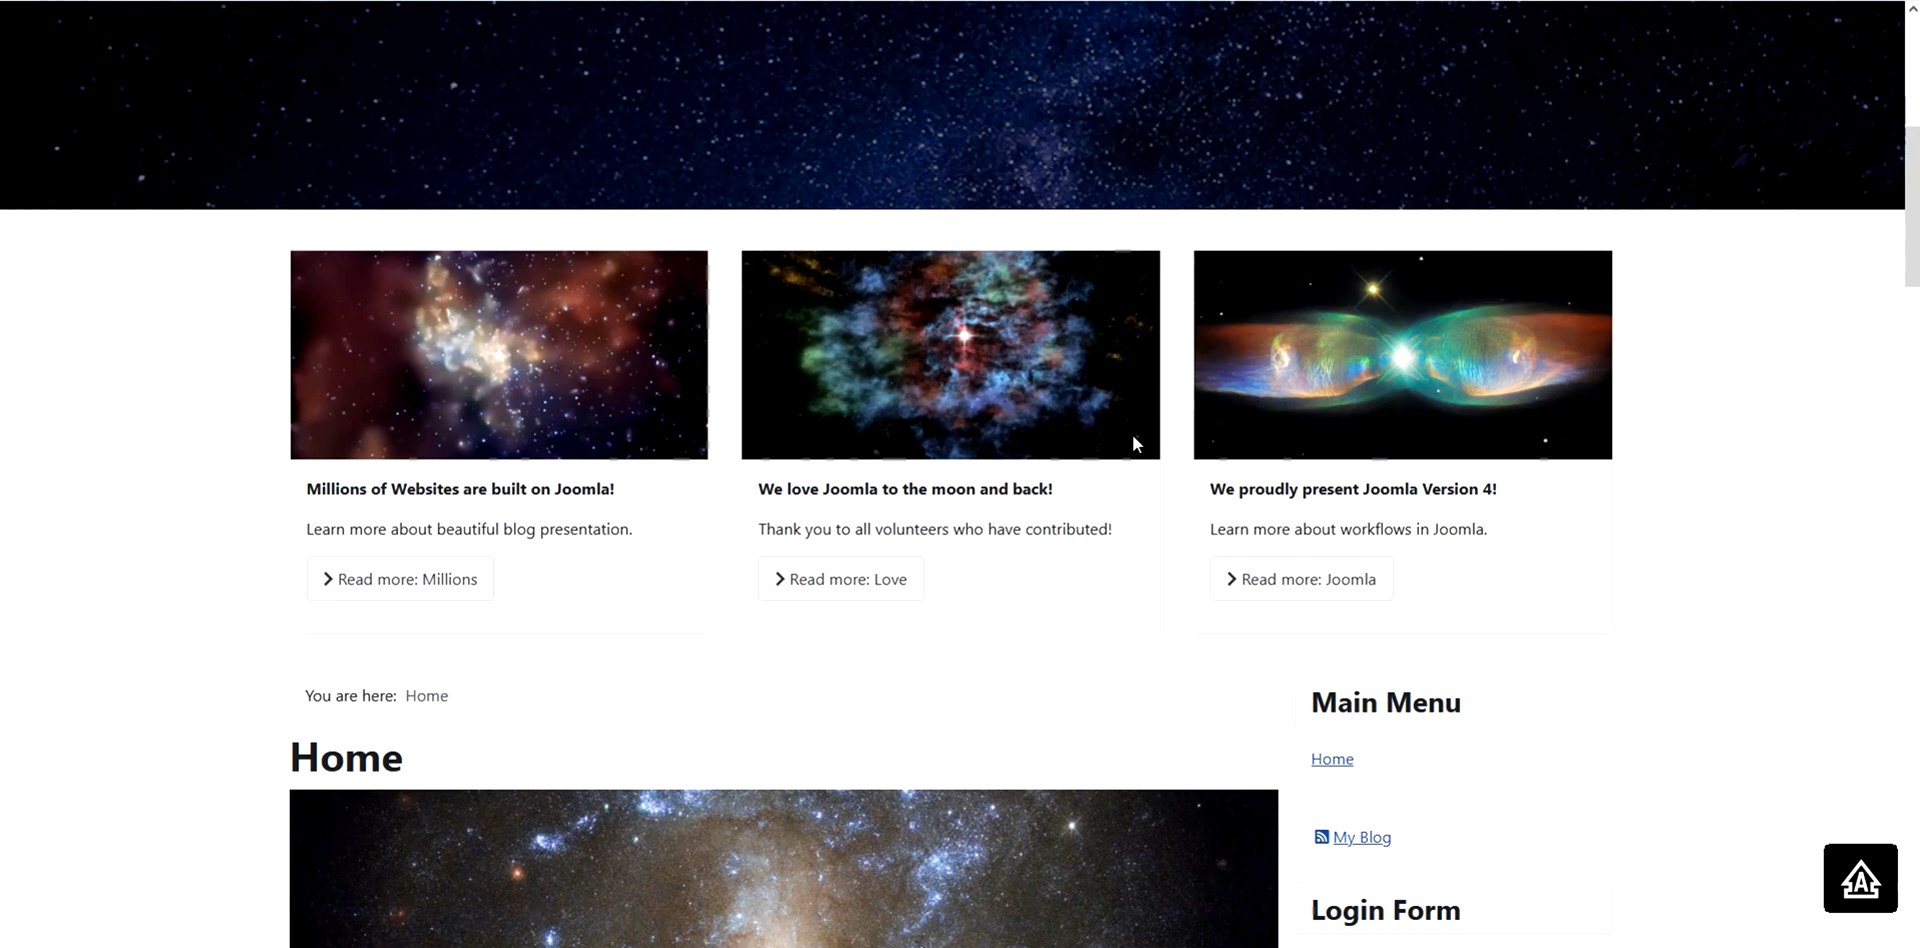 Millions of Websites are built on Joomla!
Learn more about beautiful blog presentation.
Read more: Millions
We love Joomla to the moon and back!
Thank you to all volunteers who have contributed!
Read more: Love
We proudly present Joomla Version 4!
Learn more about workflows in Joomla.
Read more: Joomla
You are here: Home
Home
Main Menu
Home
My Blog
Login Form
A